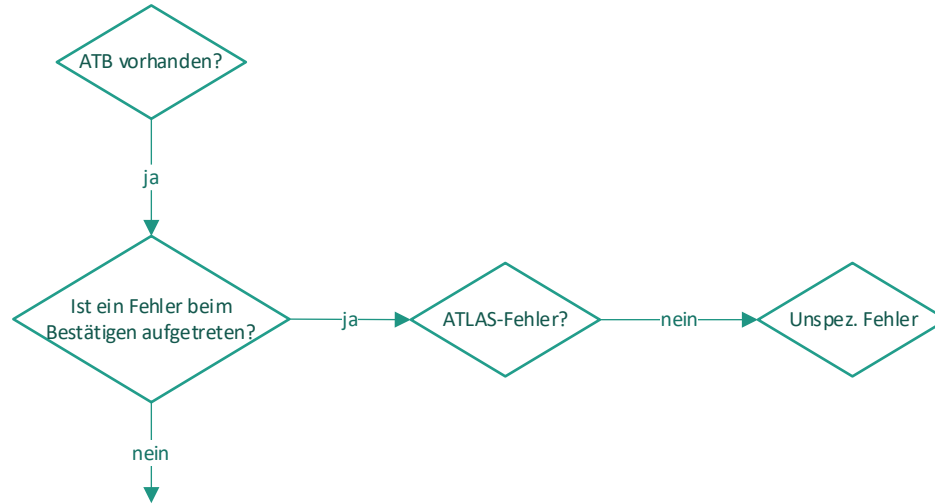 ATB vorhanden?
ja
Ist ein Fehler beim
Bestätigen aufgetreten?
ja
ATLAS-Fehler?
nein
Unspez. Fehler
nein